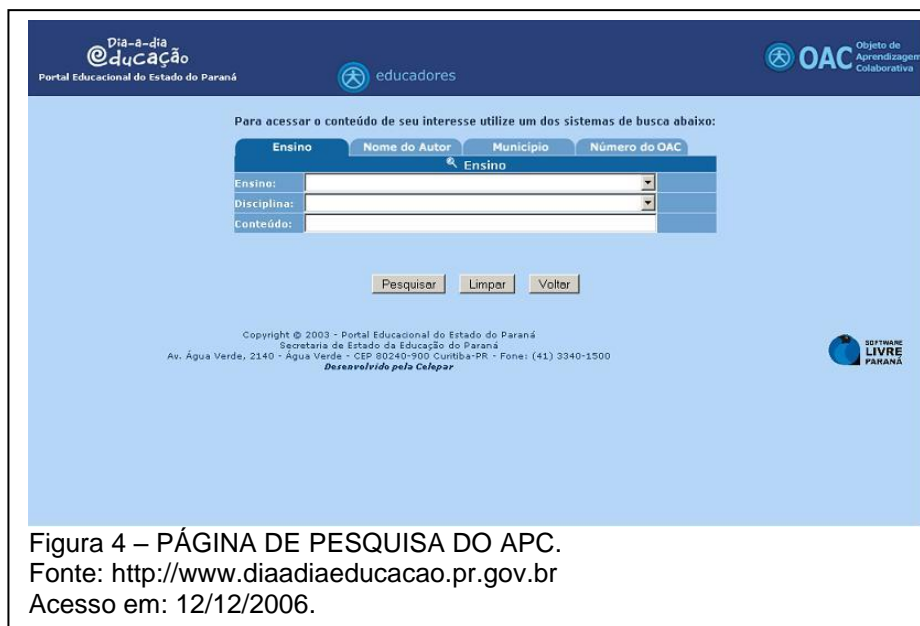 Dia-a-dia
educação
Portal Educacional do Estado do Paraná
educadores
OAC Objeto de
Aprendizagem
Colaborativa
Para acessar o conteúdo de seu interesse utilize um dos sistemas de busca abaixo:
Ensino Nome do Autor Município Número do OAC
Ensino
Ensino:
Disciplina:
Conteúdo:
Pesquisar Limpar Voltar
Copyright © 2003 - Portal Educacional do Estado do Paraná
Secretaria de Estado da Educação do Paraná
Av. Água Verde, 2140 - Água Verde - CEP 80240-900 Curitiba-PR - Fone: (41) 3340-1500
Desenvolvido pela Celepar
SOFTWARE
LIVRE
PARANÁ
Figura 4 – PÁGINA DE PESQUISA DO APC.
Fonte: http://www.diaadiaeducacao.pr.gov.br
Acesso em: 12/12/2006.